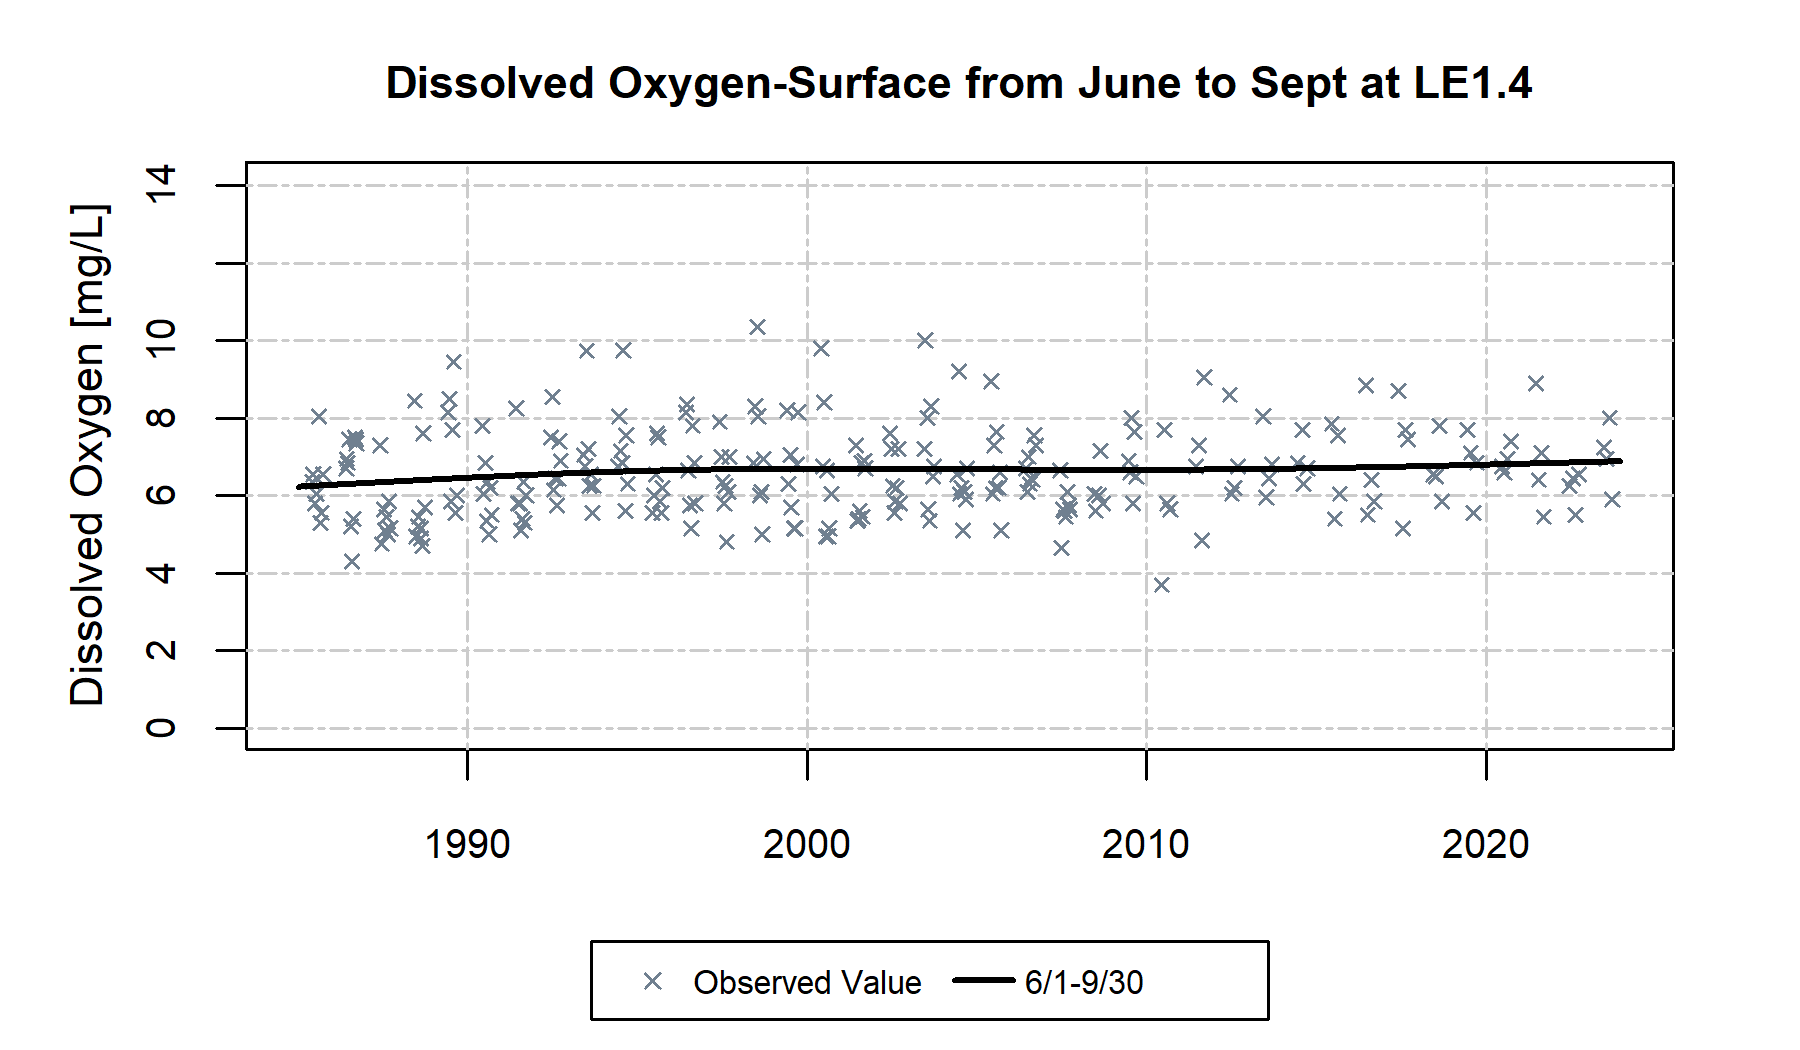 Dissolved Oxygen-Surface from June to Sept at LE1.4
Dissolved Oxygen [mg/L]
14
10
8
6
4
2
0
1990 2000 2010 2020
Observed Value 6/1-9/30